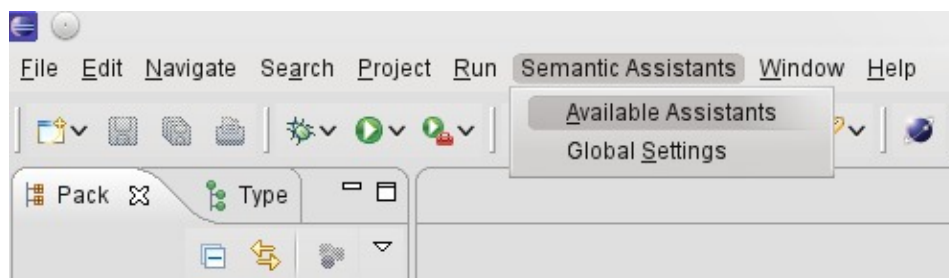 File Edit Navigate Search Project Run Semantic Assistants Window Help
Available Assistants
Global Settings
Pack Type